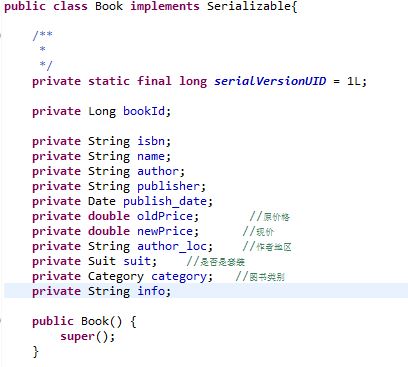 public class Book implements Serializable{
/**
*
*/
private static final long serialVersionUID = 1L;
private Long bookId;
private String isbn;
private String name;
private String author;
private String publisher;
private Date publish_date;
private double oldPrice; //原价格
private double newPrice; //现价
private String author_loc; //作者地区
private Suit suit; //是否是套装
private Category category; //图书类别
private String info;
public Book() {
super();
}